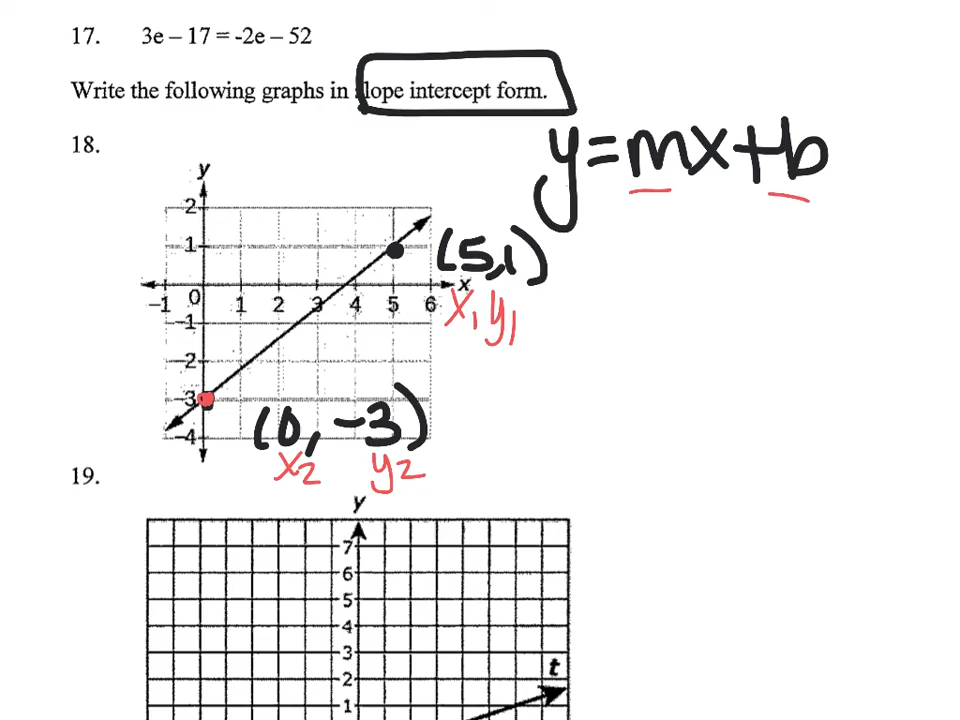 17. 3e – 17 = -2e – 52
Write the following graphs in slope intercept form.
18.
y = mx + b
y
2
1
(5,1)
x
-1 0 1 2 3 4 5 6
x₁ y₁
-1
-2
-3
(0, -3)
-4
x₂ y₂
19.
y
7
6
5
4
3
t
2
1